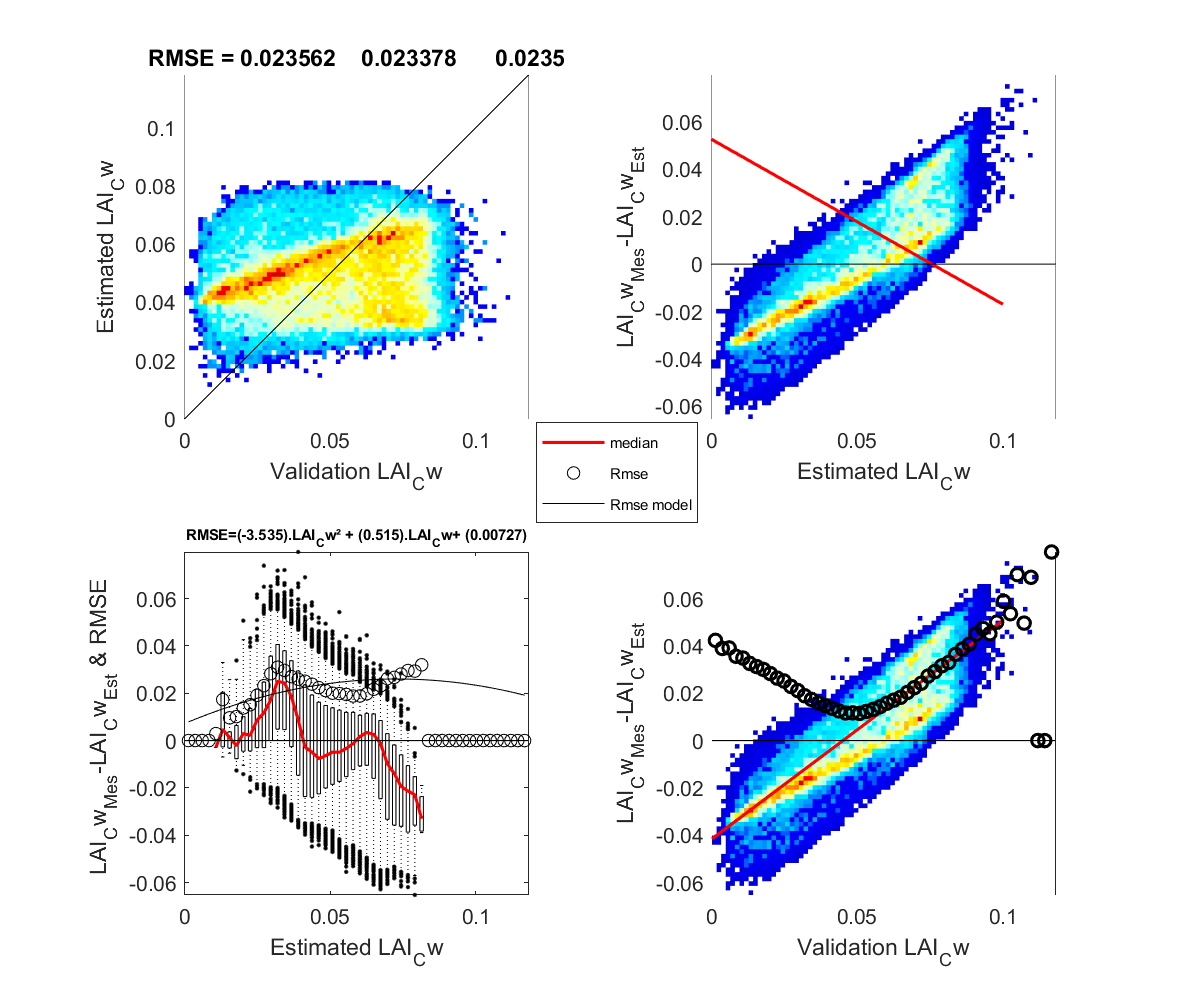 RMSE = 0.023562 0.023378 0.0235
Estimated LAI_Cw
0.1
0.08
0.06
0.04
0.02
0
0 0.05 0.1
Validation LAI_Cw
LAI_Cw_Mes-LAI_Cw_Est
0.06
0.04
0.02
0
-0.02
-0.04
-0.06
0 0.05 0.1
Estimated LAI_Cw
median
Rmse
Rmse model
RMSE=(-3.535).LAI_Cw² + (0.515).LAI_Cw+ (0.00727)
LAI_Cw_Mes-LAI_Cw_Est & RMSE
0.06
0.04
0.02
0
-0.02
-0.04
-0.06
0 0.05 0.1
Estimated LAI_Cw
LAI_Cw_Mes-LAI_Cw_Est
0.06
0.04
0.02
0
-0.02
-0.04
-0.06
0 0.05 0.1
Validation LAI_Cw